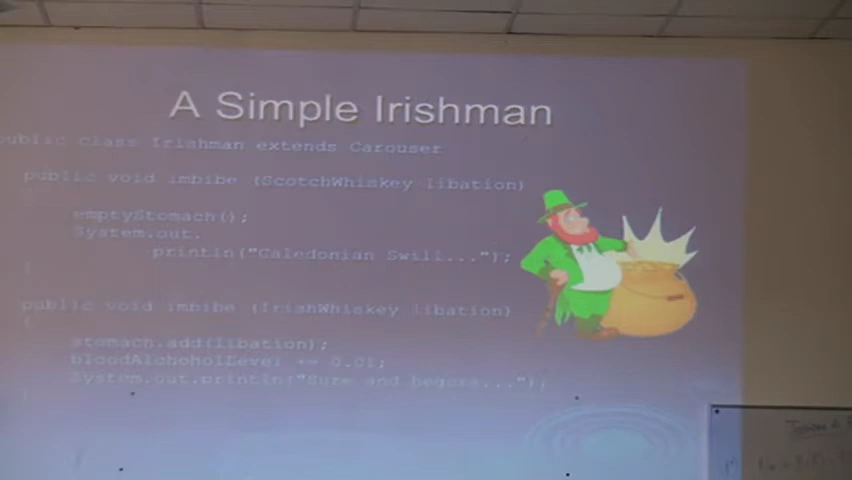 A Simple Irishman
public class Irishman extends Carouser
public void imbibe (ScotchWhiskey libation)
{
emptyStomach();
System.out.
println("Caledonian Swill...");
}
public void imbibe (IrishWhiskey libation)
{
stomach.add(libation);
bloodAlchoholLevel += 0.01;
System.out.println("Sure and begora...");
}